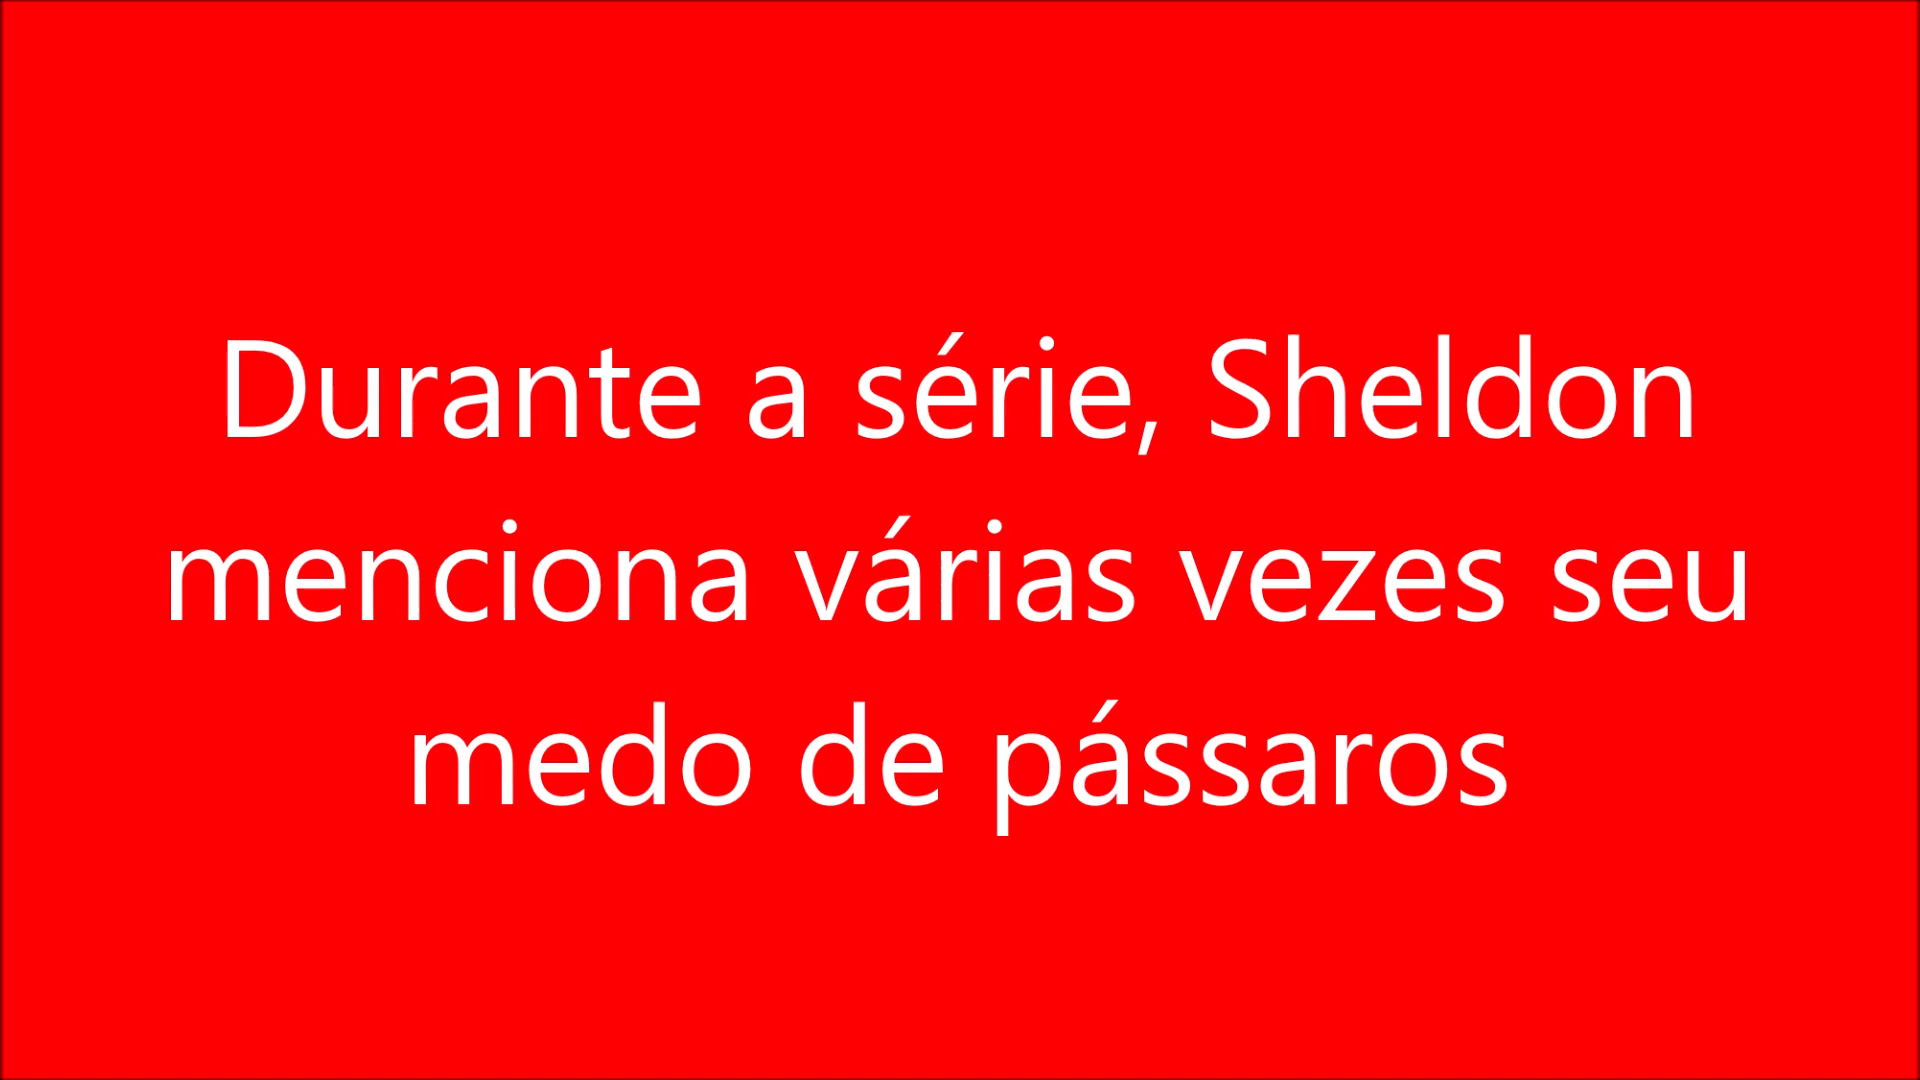 Durante a série, Sheldon
menciona várias vezes seu
medo de pássaros